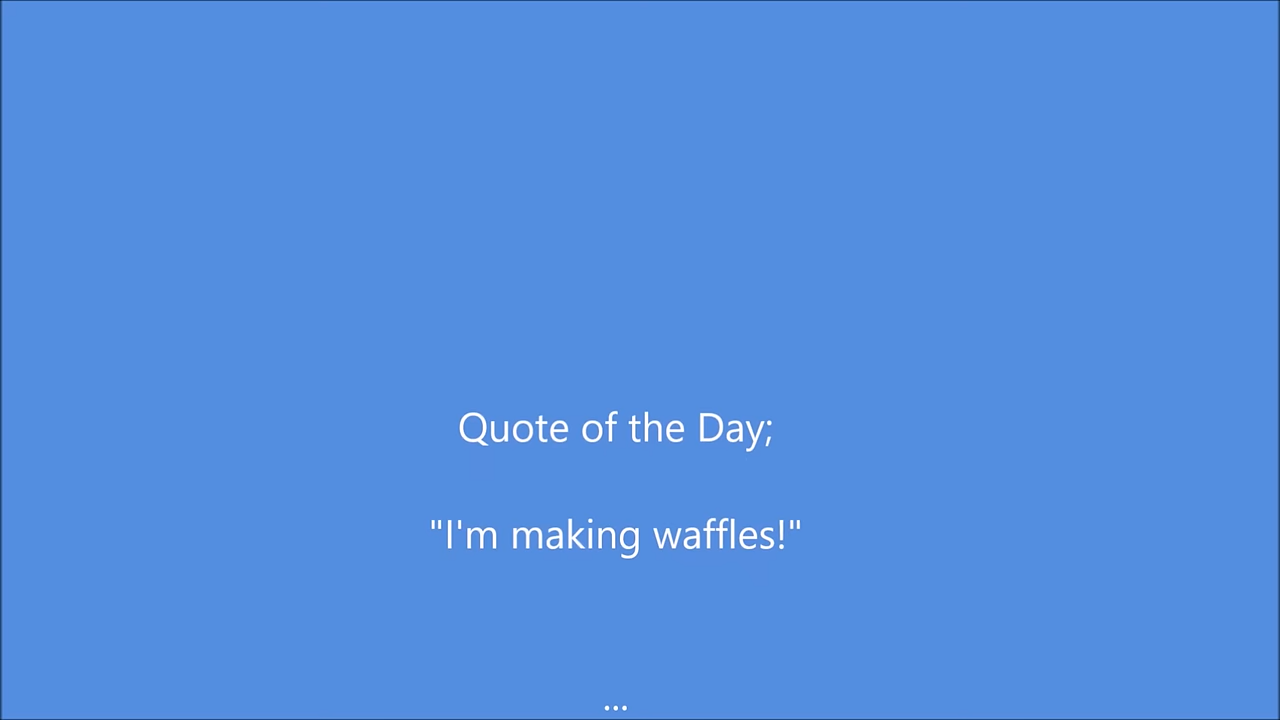 Quote of the Day;
"I'm making waffles!"
...